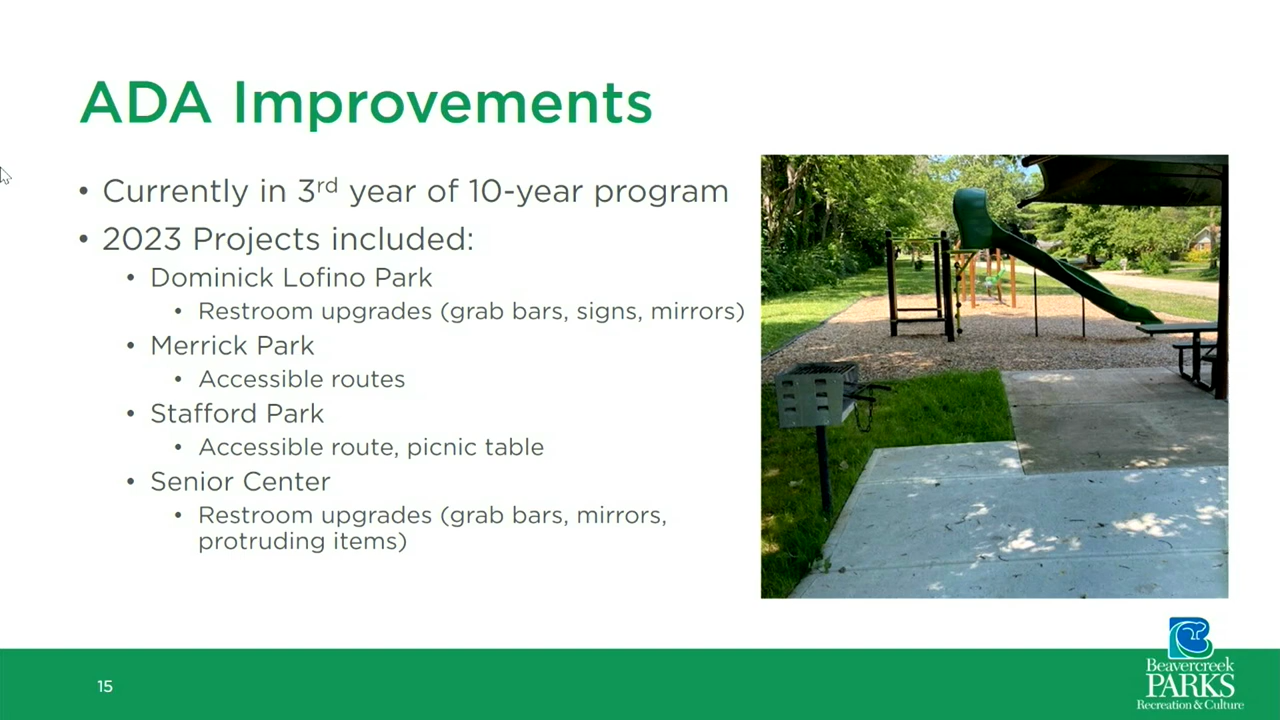 ADA Improvements
• Currently in 3rd year of 10-year program
• 2023 Projects included:
• Dominick Lofino Park
• Restroom upgrades (grab bars, signs, mirrors)
• Merrick Park
• Accessible routes
• Stafford Park
• Accessible route, picnic table
• Senior Center
• Restroom upgrades (grab bars, mirrors,
protruding items)
15
Beavercreek
PARKS
Recreation & Culture